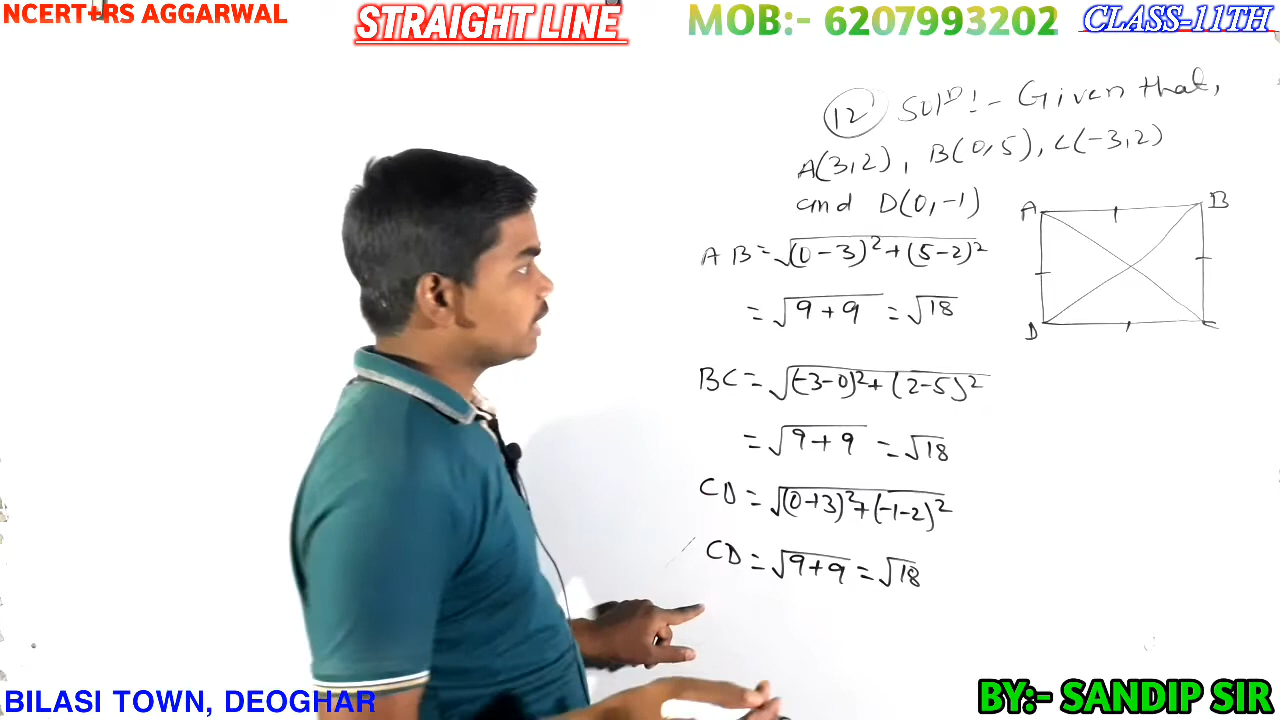 NCERT+RS AGGARWAL
STRAIGHT LINE
MOB:- 6207993202
CLASS-11TH
(12) Solⁿ:- Given that,
A(3,2), B(0,5), C(-3,2)
and D(0,-1)
A B
D C
AB = √(0-3)²+(5-2)²
= √9+9 = √18
BC = √(-3-0)²+(2-5)²
= √9+9 = √18
CD = √(0+3)²+(-1-2)²
CD = √9+9 = √18
BILASI TOWN, DEOGHAR
BY:- SANDIP SIR